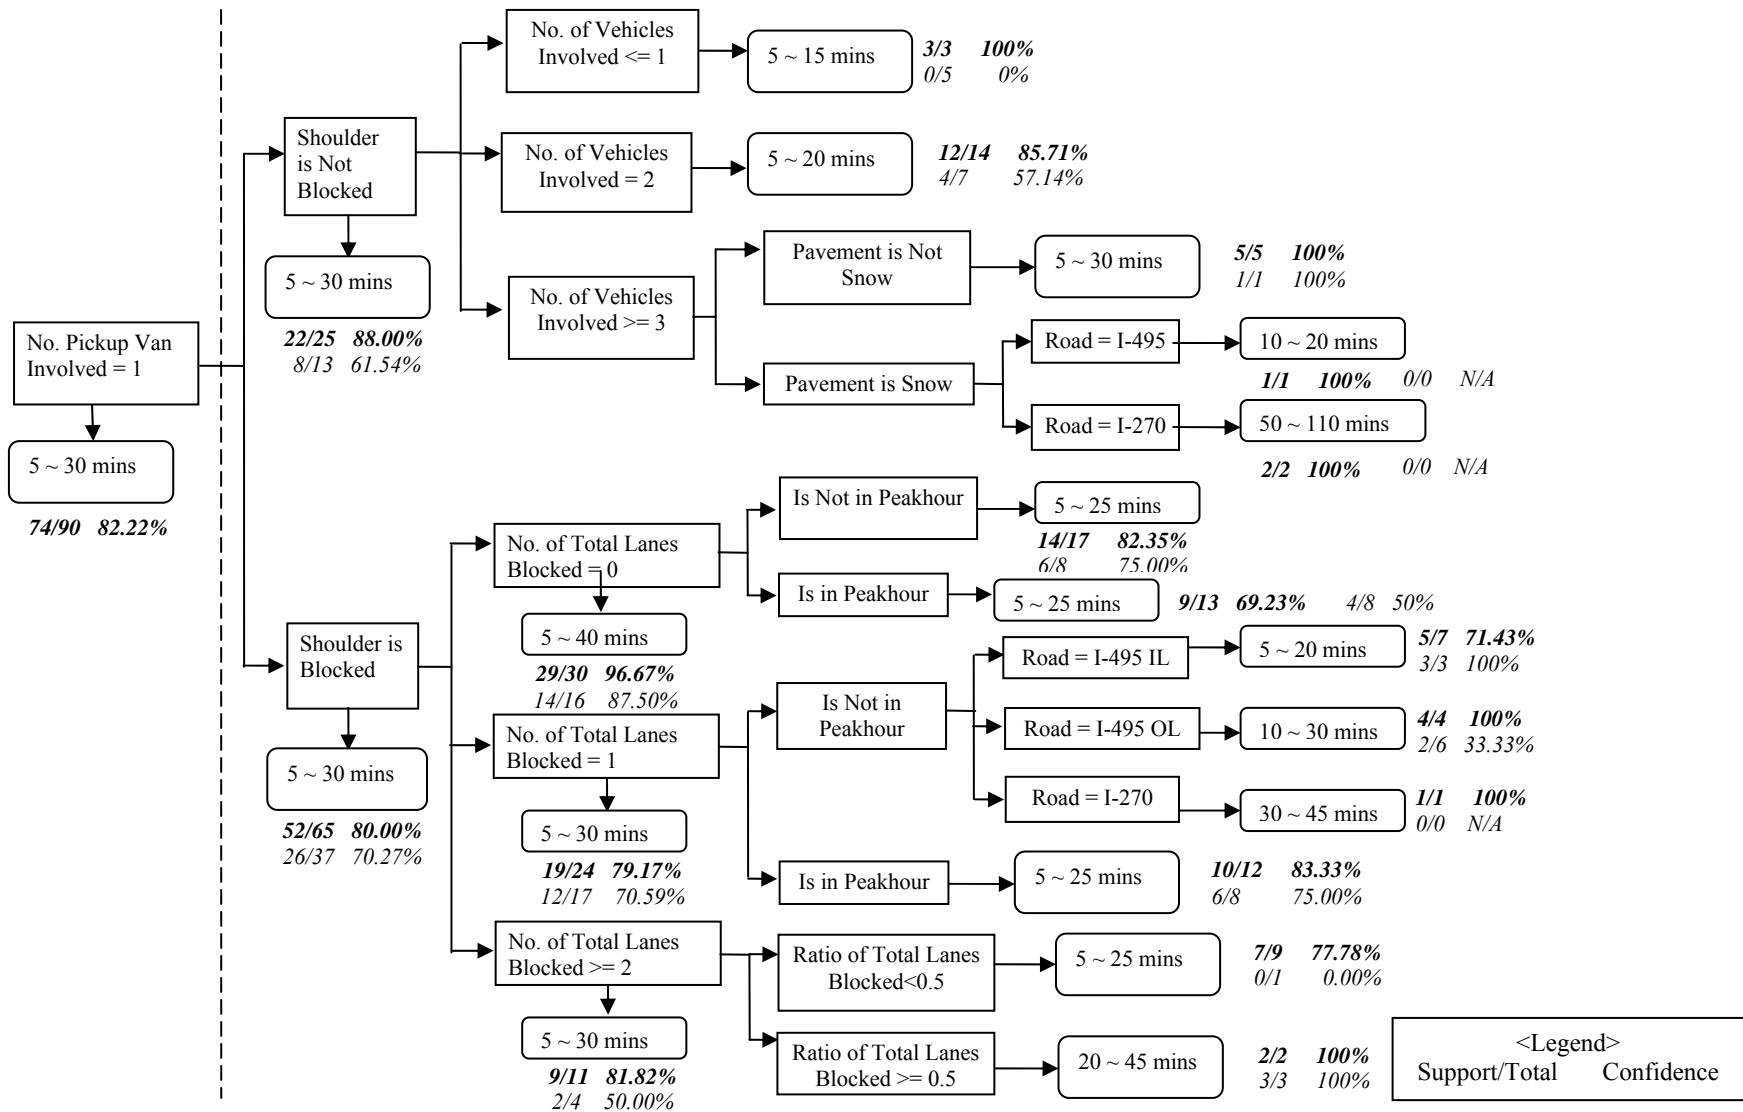 No. Pickup Van
Involved = 1
5 ~ 30 mins
74/90 82.22%
Shoulder
is Not
Blocked
5 ~ 30 mins
22/25 88.00%
8/13 61.54%
No. of Vehicles
Involved <= 1
5 ~ 15 mins
3/3 100%
0/5 0%
No. of Vehicles
Involved = 2
5 ~ 20 mins
12/14 85.71%
4/7 57.14%
No. of Vehicles
Involved >= 3
Pavement is Not
Snow
5 ~ 30 mins
5/5 100%
1/1 100%
Pavement is Snow
Road = I-495
10 ~ 20 mins
1/1 100% 0/0 N/A
Road = I-270
50 ~ 110 mins
2/2 100% 0/0 N/A
Shoulder is
Blocked
5 ~ 30 mins
52/65 80.00%
26/37 70.27%
No. of Total Lanes
Blocked = 0
5 ~ 40 mins
29/30 96.67%
14/16 87.50%
Is Not in Peakhour
5 ~ 25 mins
14/17 82.35%
6/8 75.00%
Is in Peakhour
5 ~ 25 mins
9/13 69.23% 4/8 50%
No. of Total Lanes
Blocked = 1
5 ~ 30 mins
19/24 79.17%
12/17 70.59%
Is Not in
Peakhour
Road = I-495 IL
5 ~ 20 mins
5/7 71.43%
3/3 100%
Road = I-495 OL
10 ~ 30 mins
4/4 100%
2/6 33.33%
Road = I-270
30 ~ 45 mins
1/1 100%
0/0 N/A
Is in Peakhour
5 ~ 25 mins
10/12 83.33%
6/8 75.00%
No. of Total Lanes
Blocked >= 2
5 ~ 30 mins
9/11 81.82%
2/4 50.00%
Ratio of Total Lanes
Blocked<0.5
5 ~ 25 mins
7/9 77.78%
0/1 0.00%
Ratio of Total Lanes
Blocked >= 0.5
20 ~ 45 mins
2/2 100%
3/3 100%
<Legend>
Support/Total Confidence